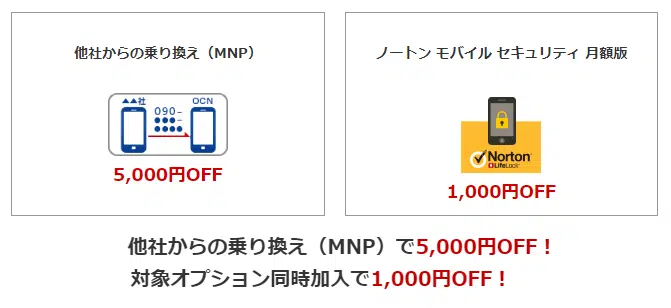 他社からの乗り換え（MNP）
▲▲社
OCN
090−
●●●−
●●●●
5,000円OFF
ノートン モバイル セキュリティ 月額版
Norton
LifeLock
1,000円OFF
他社からの乗り換え（MNP）で5,000円OFF！
対象オプション同時加入で1,000円OFF！